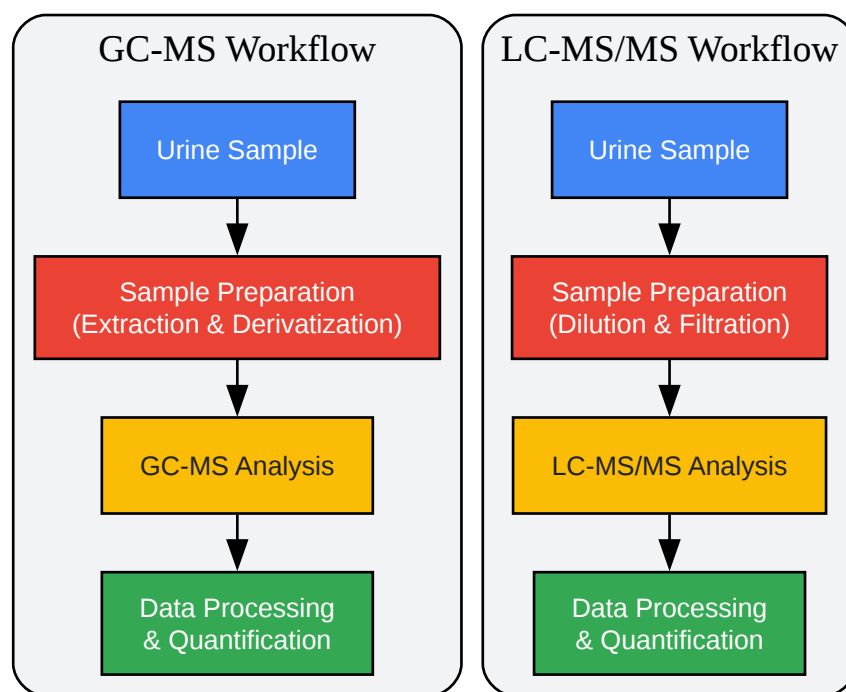 GC-MS Workflow
Urine Sample
Sample Preparation
(Extraction & Derivatization)
GC-MS Analysis
Data Processing
& Quantification
LC-MS/MS Workflow
Urine Sample
Sample Preparation
(Dilution & Filtration)
LC-MS/MS Analysis
Data Processing
& Quantification